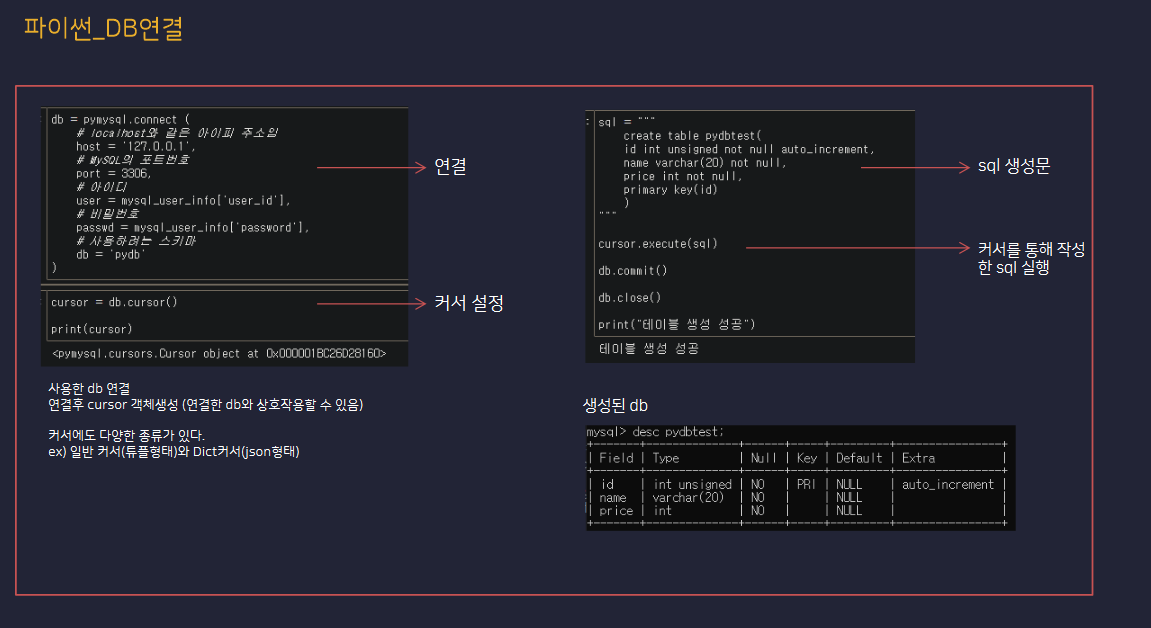 파이썬_DB연결
db = pymysql.connect (
# localhost와 같은 아이피 주소임
host = '127.0.0.1',
# MySQL의 포트번호
port = 3306,
# 아이디
user = mysql_user_info['user_id'],
# 비밀번호
passwd = mysql_user_info['password'],
# 사용하려는 스키마
db = 'pydb'
)
연결
cursor = db.cursor()
print(cursor)
커서 설정
<pymysql.cursors.Cursor object at 0x000001BC26D28160>
사용한 db 연결
연결후 cursor 객체생성 (연결한 db와 상호작용할 수 있음)
커서에도 다양한 종류가 있다.
ex) 일반 커서(튜플형태)와 Dict커서(json형태)
sql = """
create table pydbtest(
id int unsigned not null auto_increment,
name varchar(20) not null,
price int not null,
primary key(id)
)
"""
sql 생성문
cursor.execute(sql)
커서를 통해 작성
한 sql 실행
db.commit()
db.close()
print("테이블 생성 성공")
테이블 생성 성공
생성된 db
mysql> desc pydbtest;
+--------+--------------+------+-----+---------+----------------+
| Field | Type | Null | Key | Default | Extra |
+--------+--------------+------+-----+---------+----------------+
| id | int unsigned | NO | PRI | NULL | auto_increment |
| name | varchar(20) | NO | | NULL | |
| price | int | NO | | NULL | |
+--------+--------------+------+-----+---------+----------------+